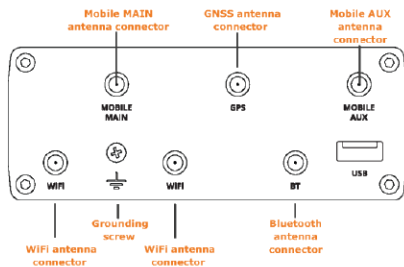 Mobile MAIN
antenna connector
GNSS antenna
connector
Mobile AUX
antenna
connector
MOBILE
MAIN
GPS
MOBILE
AUX
WiFi
WiFi
BT
USB
Grounding
screw
Bluetooth
antenna
connector
WiFi antenna
connector
WiFi antenna
connector